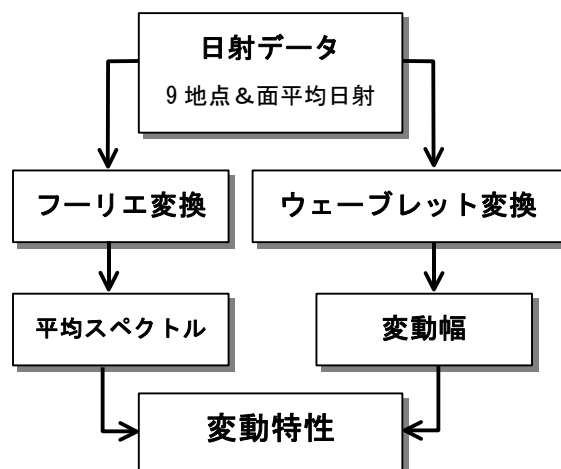 日射データ
9 地点＆面平均日射
フーリエ変換
ウェーブレット変換
平均スペクトル
変動幅
変動特性